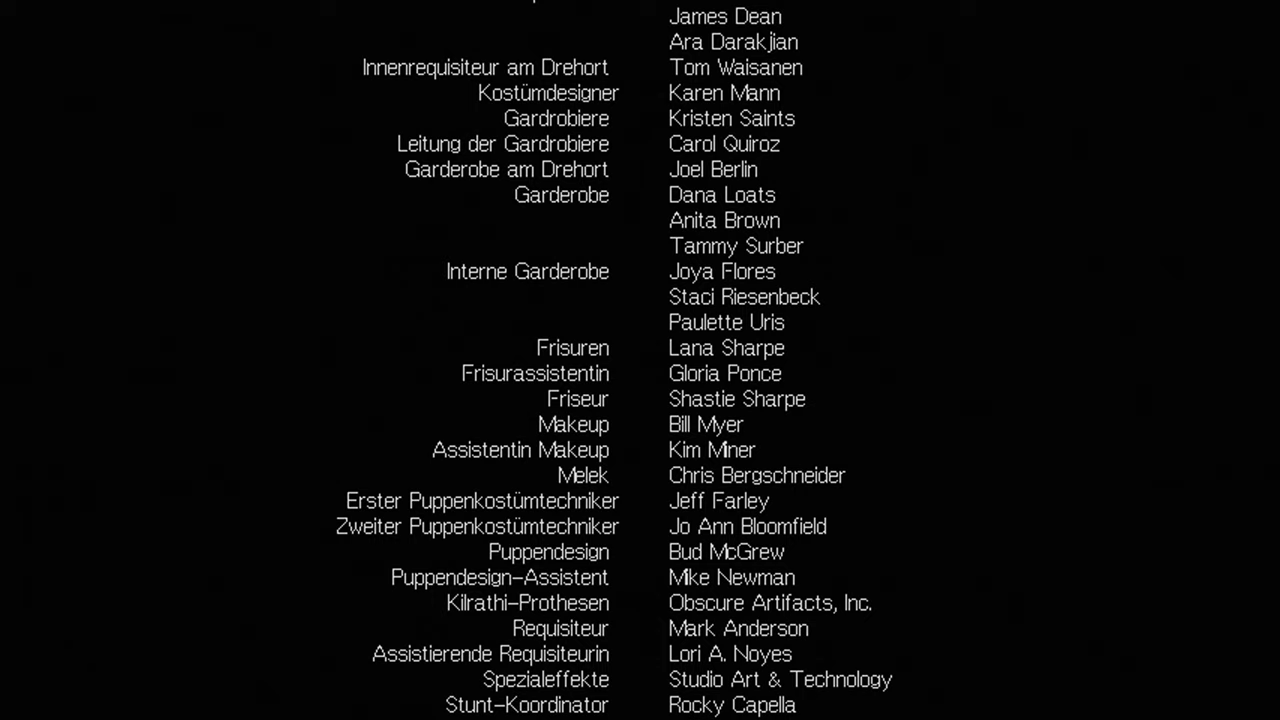 James Dean
Ara Darakjian
Innenrequisiteur am Drehort Tom Waisanen
Kostümdesigner Karen Mann
Gardrobiere Kristen Saints
Leitung der Gardrobiere Carol Quiroz
Garderobe am Drehort Joel Berlin
Garderobe Dana Loats
Anita Brown
Tammy Surber
Interne Garderobe Joya Flores
Staci Riesenbeck
Paulette Uris
Frisuren Lana Sharpe
Frisurassistentin Gloria Ponce
Friseur Shastie Sharpe
Makeup Bill Myer
Assistentin Makeup Kim Miner
Melek Chris Bergschneider
Erster Puppenkostümtechniker Jeff Farley
Zweiter Puppenkostümtechniker Jo Ann Bloomfield
Puppendesign Bud McGrew
Puppendesign-Assistent Mike Newman
Kilrathi-Prothesen Obscure Artifacts, Inc.
Requisiteur Mark Anderson
Assistierende Requisiteurin Lori A. Noyes
Spezialeffekte Studio Art & Technology
Stunt-Koordinator Rocky Capella